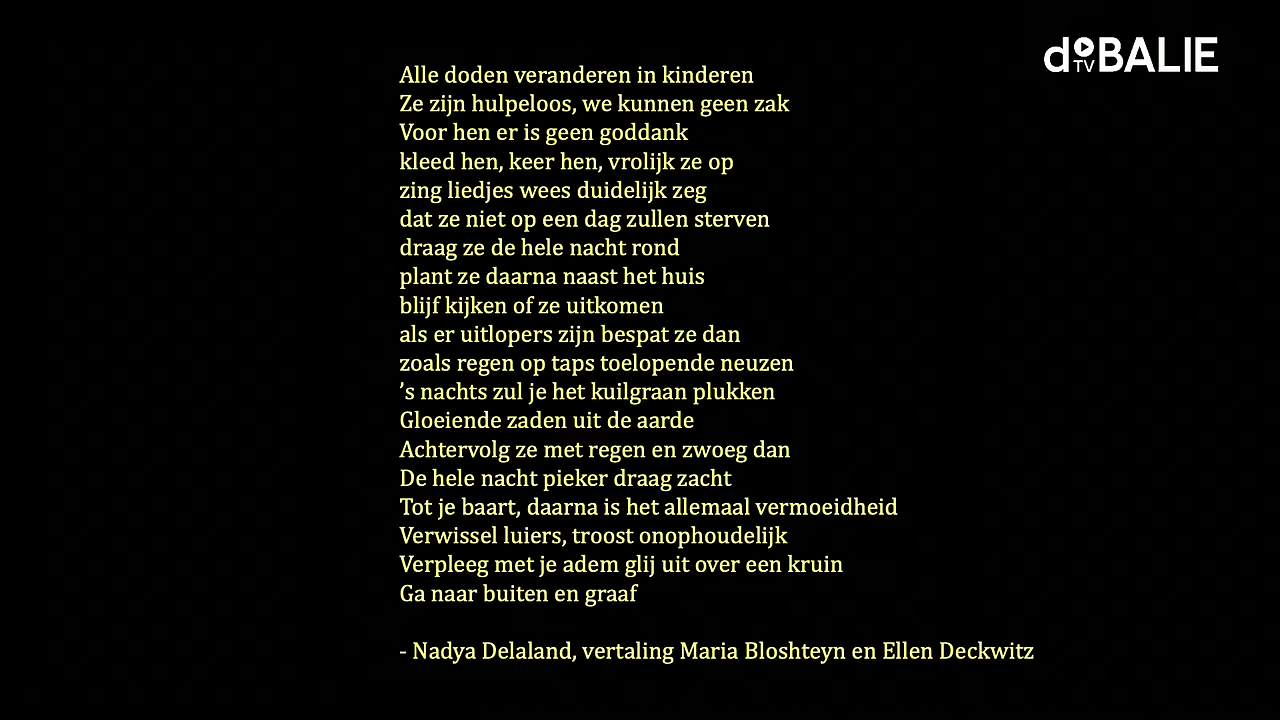 doBALIE
TV
Alle doden veranderen in kinderen
Ze zijn hulpeloos, we kunnen geen zak
Voor hen er is geen goddank
kleed hen, keer hen, vrolijk ze op
zing liedjes wees duidelijk zeg
dat ze niet op een dag zullen sterven
draag ze de hele nacht rond
plant ze daarna naast het huis
blijf kijken of ze uitkomen
als er uitlopers zijn bespat ze dan
zoals regen op taps toelopende neuzen
’s nachts zul je het kuilgraan plukken
Gloeiende zaden uit de aarde
Achtervolg ze met regen en zwoeg dan
De hele nacht pieker draag zacht
Tot je baart, daarna is het allemaal vermoeidheid
Verwissel luiers, troost onophoudelijk
Verpleeg met je adem glij uit over een kruin
Ga naar buiten en graaf
- Nadya Delaland, vertaling Maria Bloshteyn en Ellen Deckwitz